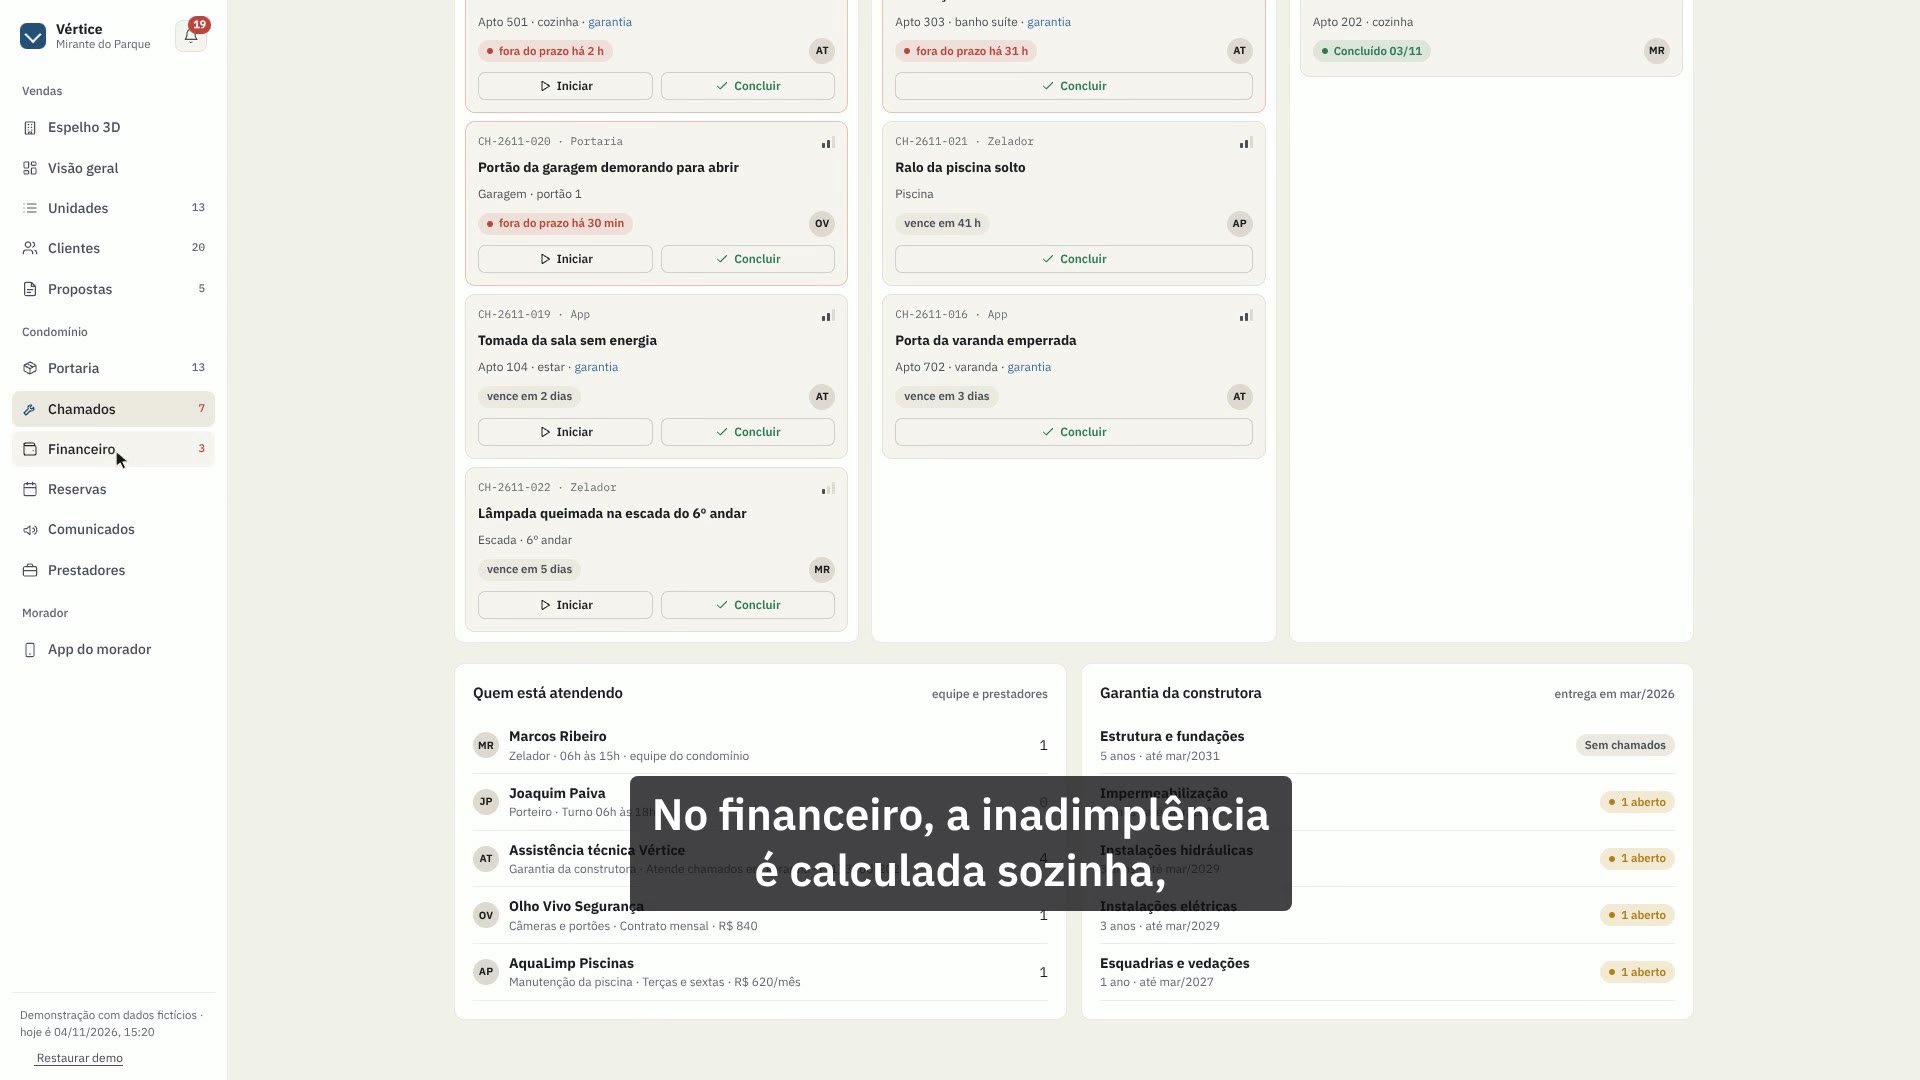 Vértice
Mirante do Parque
19
Vendas
Espelho 3D
Visão geral
Unidades 13
Clientes 20
Propostas 5
Condomínio
Portaria 13
Chamados 7
Financeiro 3
Reservas
Comunicados
Prestadores
Morador
App do morador
Demonstração com dados fictícios ·
hoje é 04/11/2026, 15:20
Restaurar demo
Apto 501 · cozinha · garantia
fora do prazo há 2 h AT
Iniciar Concluir
CH-2611-020 · Portaria
Portão da garagem demorando para abrir
Garagem · portão 1
fora do prazo há 30 min OV
Iniciar Concluir
CH-2611-019 · App
Tomada da sala sem energia
Apto 104 · estar · garantia
vence em 2 dias AT
Iniciar Concluir
CH-2611-022 · Zelador
Lâmpada queimada na escada do 6º andar
Escada · 6º andar
vence em 5 dias MR
Iniciar Concluir
Apto 303 · banho suíte · garantia
fora do prazo há 31 h AT
Concluir
CH-2611-021 · Zelador
Ralo da piscina solto
Piscina
vence em 41 h AP
Concluir
CH-2611-016 · App
Porta da varanda emperrada
Apto 702 · varanda · garantia
vence em 3 dias AT
Concluir
Apto 202 · cozinha
Concluído 03/11 MR
Quem está atendendo equipe e prestadores
MR Marcos Ribeiro 1
Zelador · 06h às 15h · equipe do condomínio
JP Joaquim Paiva 0
Porteiro · Turno 06h às 18h
AT Assistência técnica Vértice 4
Garantia da construtora · Atende chamados
OV Olho Vivo Segurança 1
Câmeras e portões · Contrato mensal · R$ 840
AP AquaLimp Piscinas 1
Manutenção da piscina · Terças e sextas · R$ 620/mês
Garantia da construtora entrega em mar/2026
Estrutura e fundações Sem chamados
5 anos · até mar/2031
Impermeabilização 1 aberto
Instalações hidráulicas 1 aberto
até mar/2029
Instalações elétricas 1 aberto
3 anos · até mar/2029
Esquadrias e vedações 1 aberto
1 ano · até mar/2027
No financeiro, a inadimplência
é calculada sozinha,